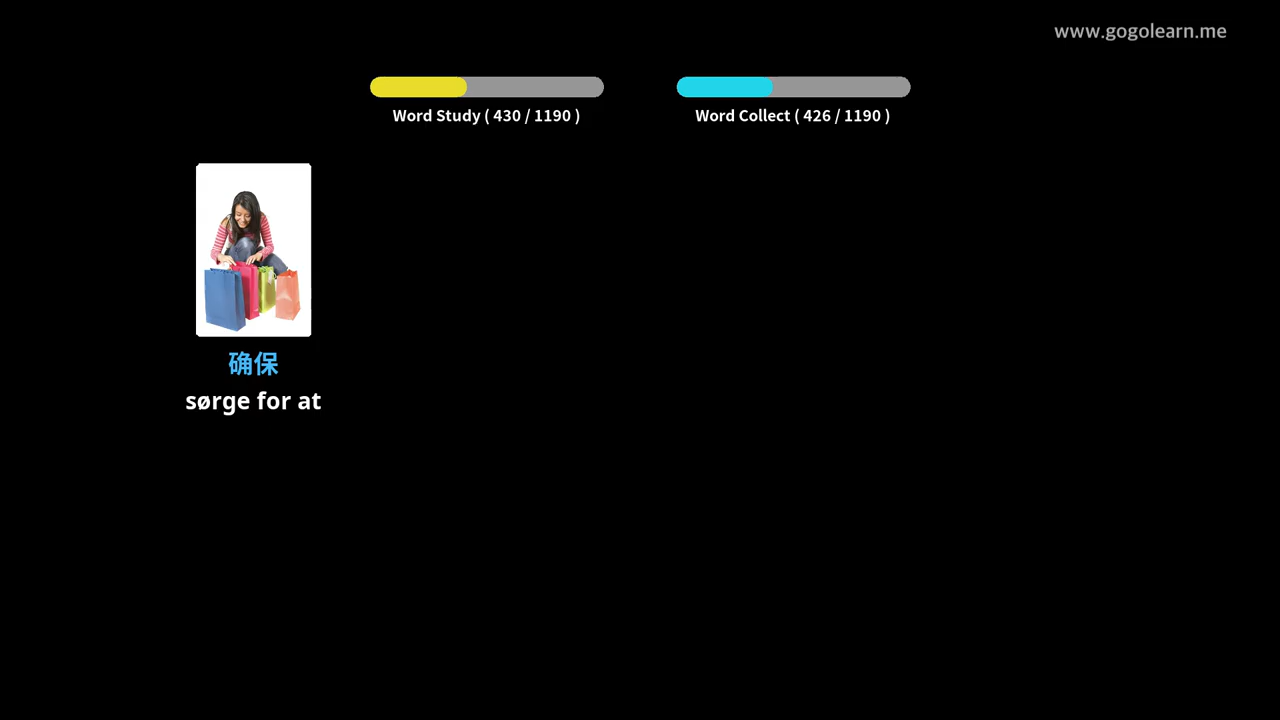 www.gogolearn.me
Word Study ( 430 / 1190 )
Word Collect ( 426 / 1190 )
确保
sørge for at